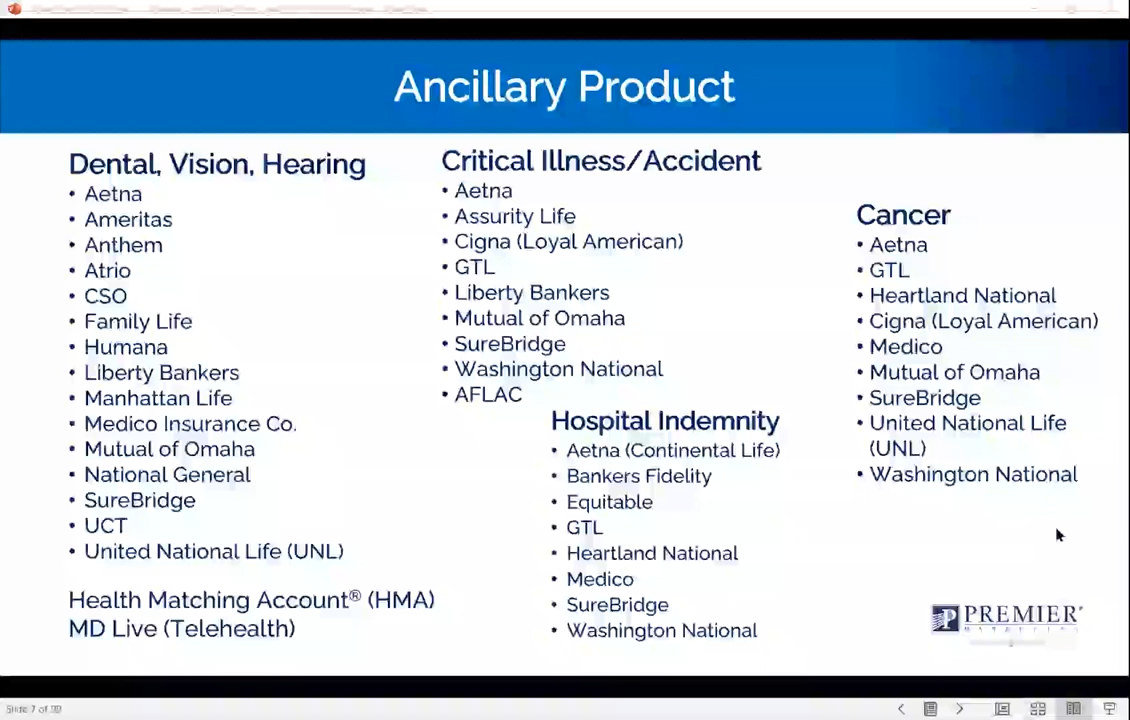 Ancillary Product
Dental, Vision, Hearing
• Aetna
• Ameritas
• Anthem
• Atrio
• CSO
• Family Life
• Humana
• Liberty Bankers
• Manhattan Life
• Medico Insurance Co.
• Mutual of Omaha
• National General
• SureBridge
• UCT
• United National Life (UNL)
Health Matching Account® (HMA)
MD Live (Telehealth)
Critical Illness/Accident
• Aetna
• Assurity Life
• Cigna (Loyal American)
• GTL
• Liberty Bankers
• Mutual of Omaha
• SureBridge
• Washington National
• AFLAC
Hospital Indemnity
• Aetna (Continental Life)
• Bankers Fidelity
• Equitable
• GTL
• Heartland National
• Medico
• SureBridge
• Washington National
Cancer
• Aetna
• GTL
• Heartland National
• Cigna (Loyal American)
• Medico
• Mutual of Omaha
• SureBridge
• United National Life
(UNL)
• Washington National
PREMIER
Slide 7 of